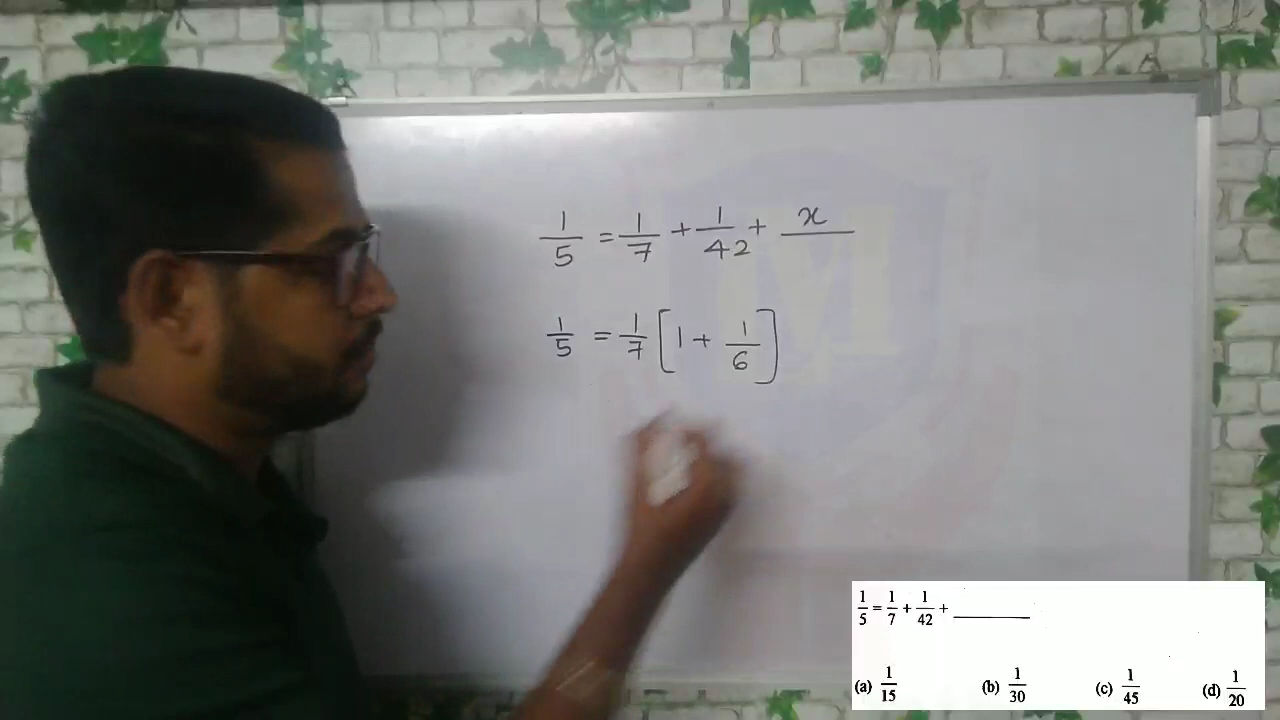 1/5 = 1/7 + 1/42 + x
1/5 = 1/7 [1 + 1/6]
1/5 = 1/7 + 1/42 + ______
(a) 1/15 (b) 1/30 (c) 1/45 (d) 1/20